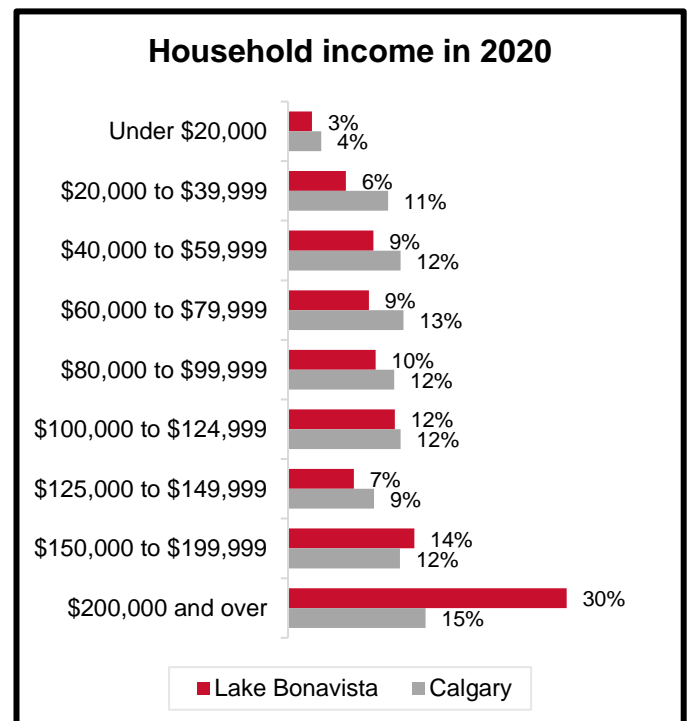 Household income in 2020
Under $20,000 3%
4%
$20,000 to $39,999 6%
11%
$40,000 to $59,999 9%
12%
$60,000 to $79,999 9%
13%
$80,000 to $99,999 10%
12%
$100,000 to $124,999 12%
12%
$125,000 to $149,999 7%
9%
$150,000 to $199,999 14%
12%
$200,000 and over 30%
15%
Lake Bonavista Calgary